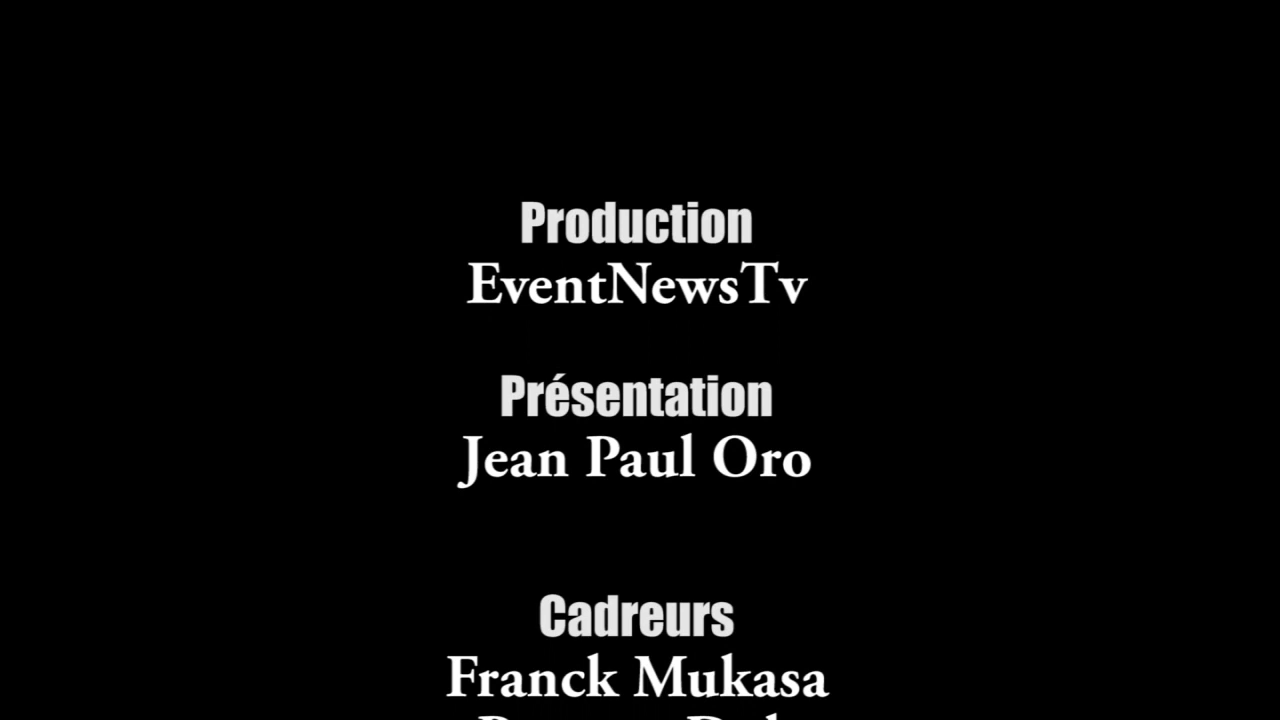 Production
EventNewsTv
Présentation
Jean Paul Oro
Cadreurs
Franck Mukasa